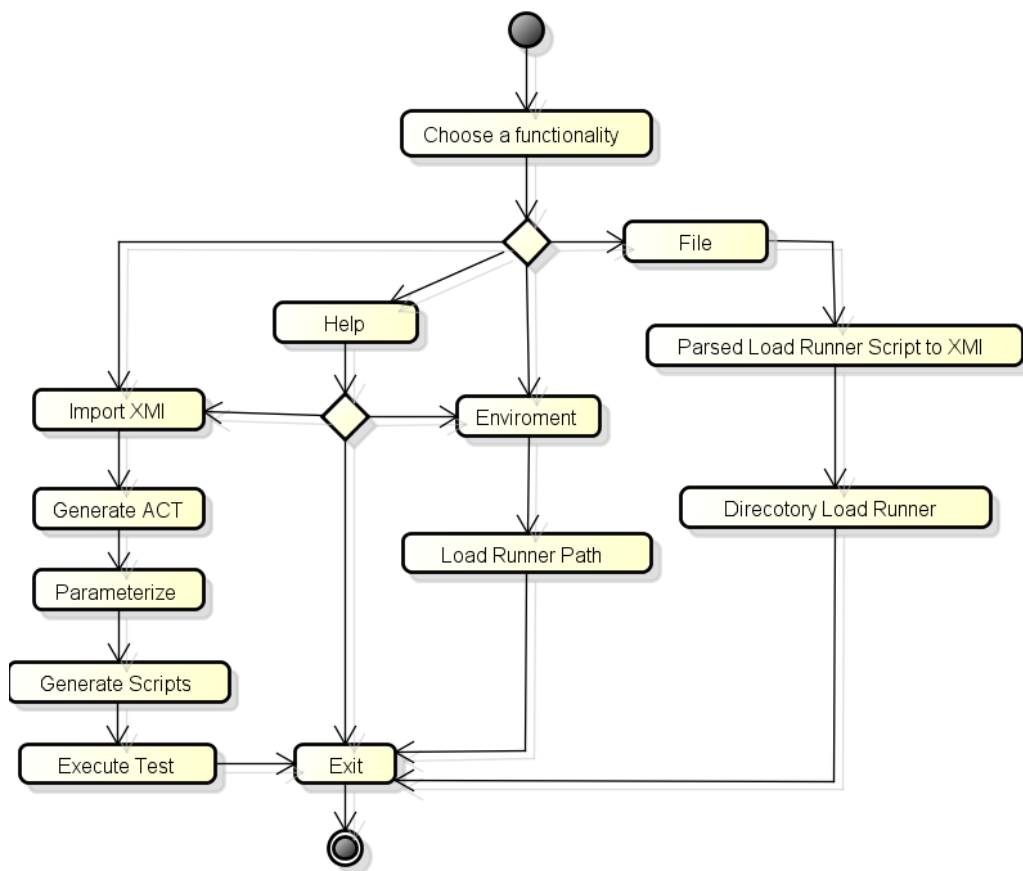 Choose a functionality
File
Help
Parsed Load Runner Script to XMI
Import XMI
Enviroment
Generate ACT
Direcotory Load Runner
Load Runner Path
Parameterize
Generate Scripts
Execute Test
Exit